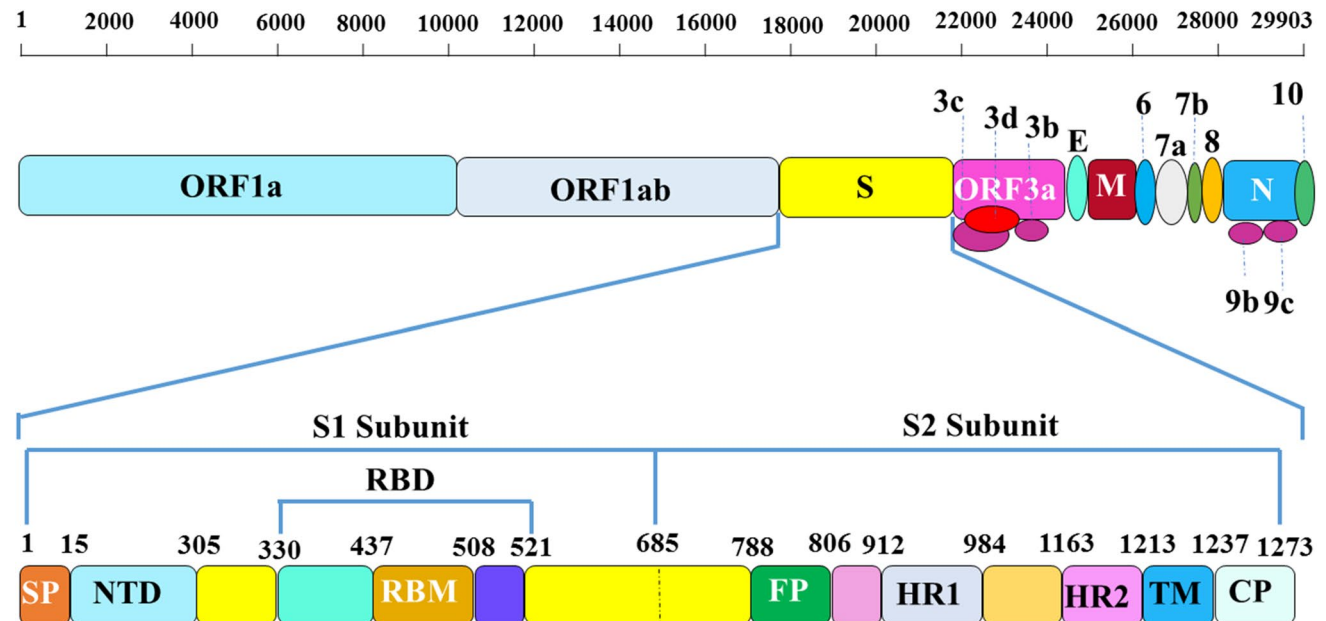 1 2000 4000 6000 8000 10000 12000 14000 16000 18000 20000 22000 24000 26000 28000 29903
3c 3d 3b E 6 7a 7b 8 10
ORF1a ORF1ab S ORF3a M N
9b 9c
S1 Subunit S2 Subunit
RBD
1 15 305 330 437 508 521 685 788 806 912 984 1163 1213 1237 1273
SP NTD RBM FP HR1 HR2 TM CP